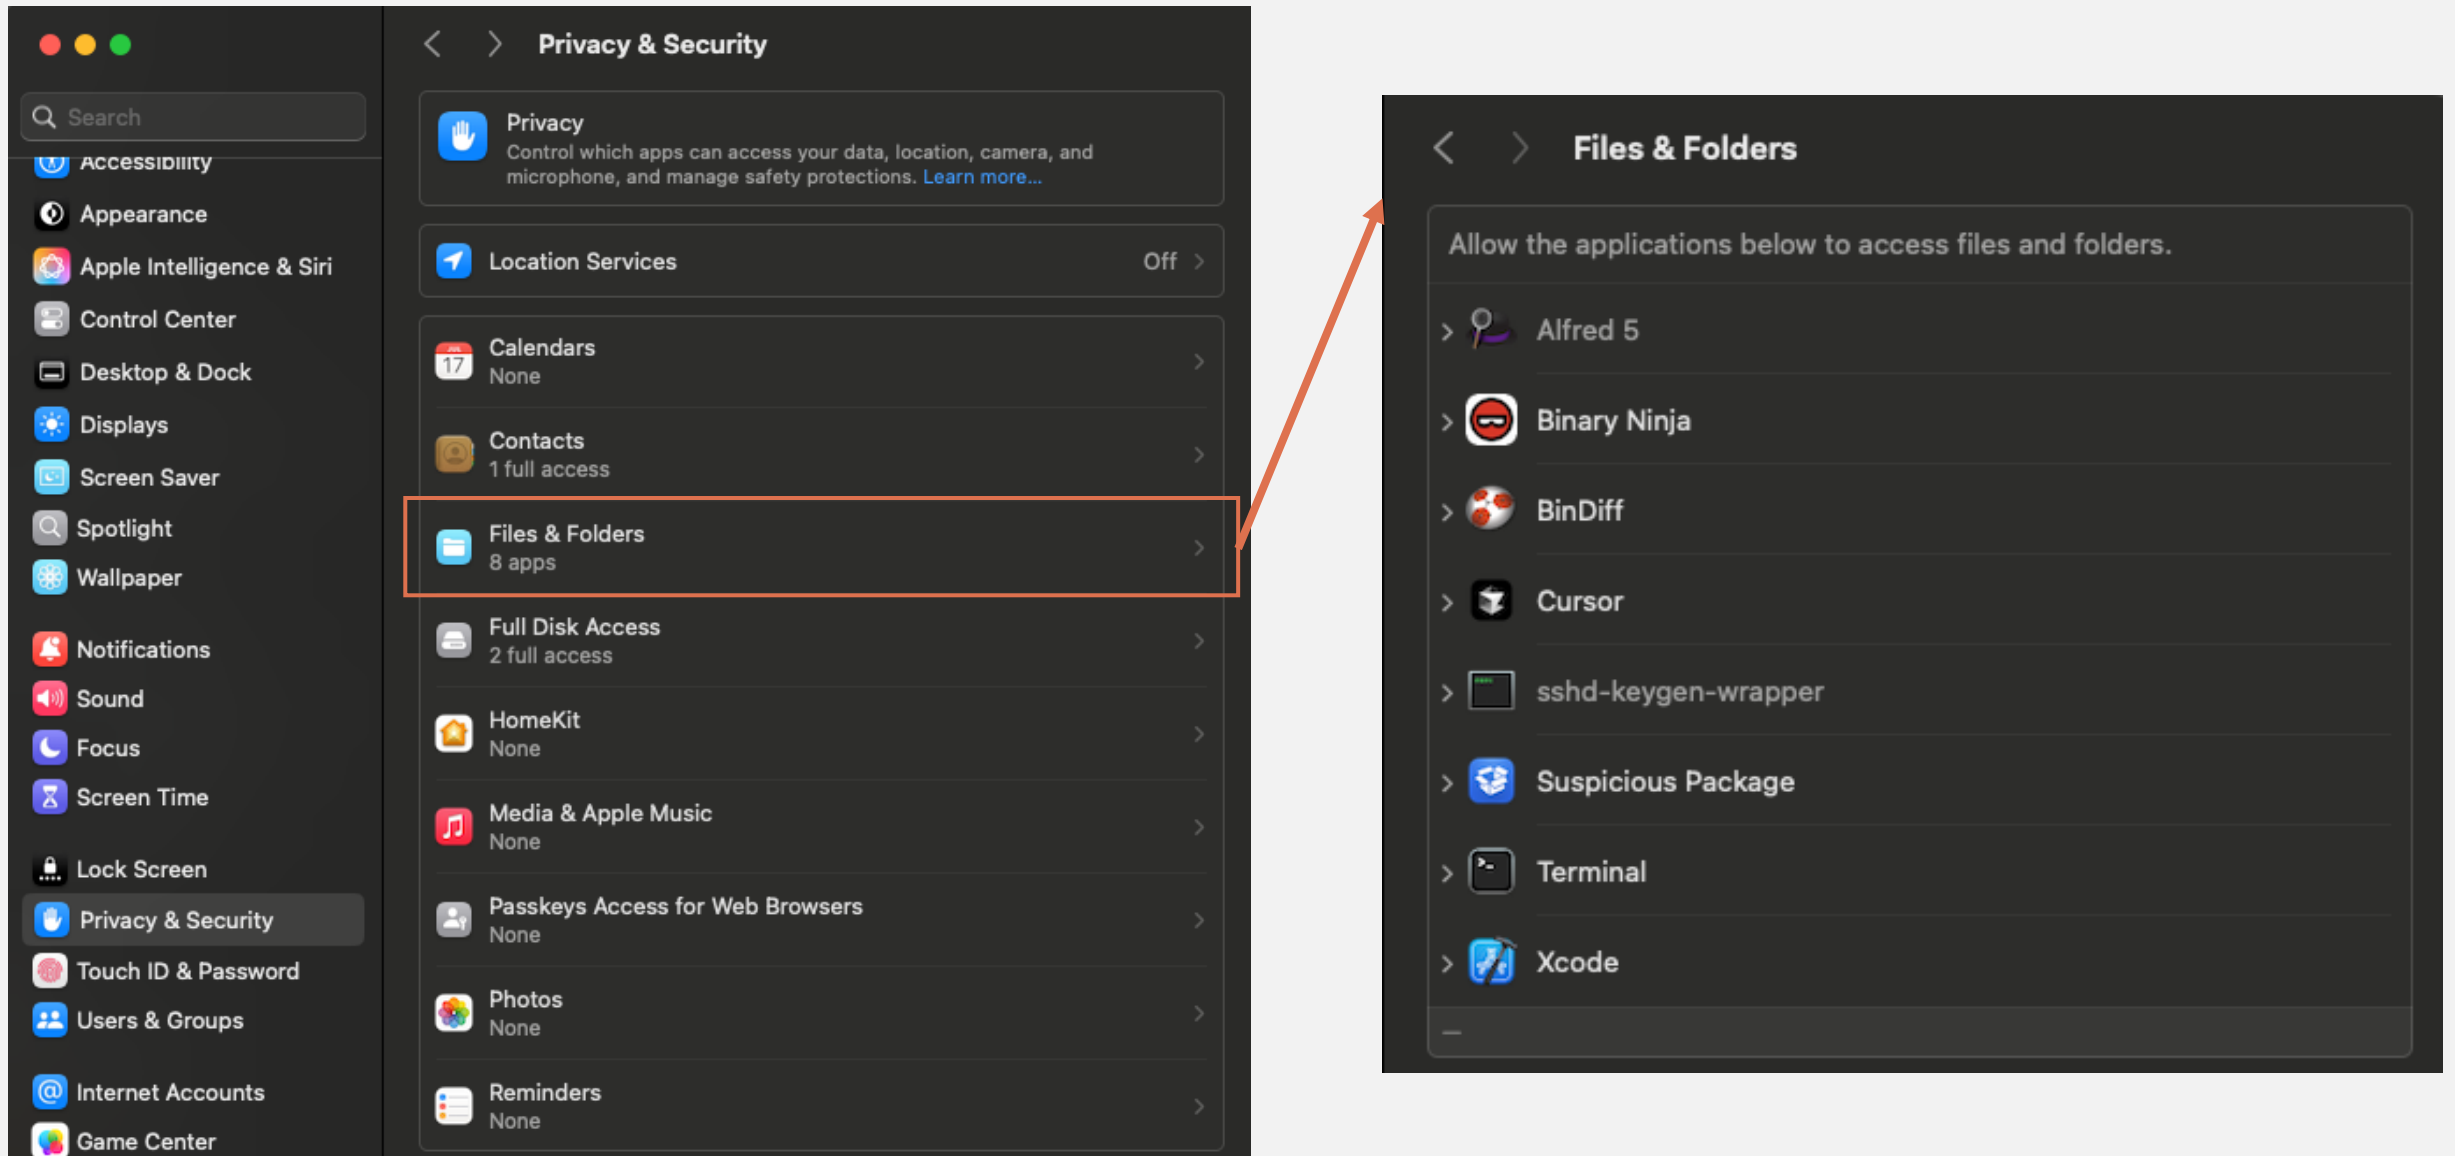 Search
Accessibility
Appearance
Apple Intelligence & Siri
Control Center
Desktop & Dock
Displays
Screen Saver
Spotlight
Wallpaper
Notifications
Sound
Focus
Screen Time
Lock Screen
Privacy & Security
Touch ID & Password
Users & Groups
Internet Accounts
Game Center
Privacy & Security
Privacy
Control which apps can access your data, location, camera, and
microphone, and manage safety protections. Learn more...
Location Services Off
JUL
17
Calendars
None
Contacts
1 full access
Files & Folders
8 apps
Full Disk Access
2 full access
HomeKit
None
Media & Apple Music
None
Passkeys Access for Web Browsers
None
Photos
None
Reminders
None
Files & Folders
Allow the applications below to access files and folders.
Alfred 5
Binary Ninja
BinDiff
Cursor
sshd-keygen-wrapper
Suspicious Package
Terminal
Xcode